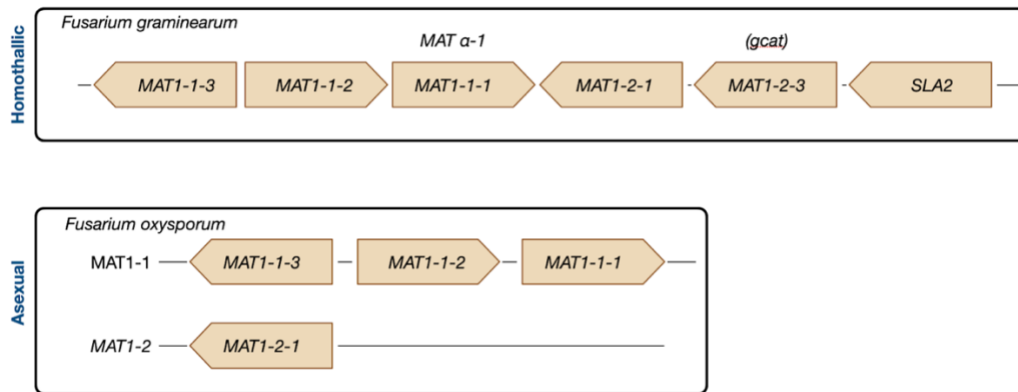 Homothallic
Fusarium graminearum
MAT α-1 (gcat)
MAT1-1-3 MAT1-1-2 MAT1-1-1 MAT1-2-1 MAT1-2-3 SLA2
Asexual
Fusarium oxysporum
MAT1-1 MAT1-1-3 MAT1-1-2 MAT1-1-1
MAT1-2 MAT1-2-1